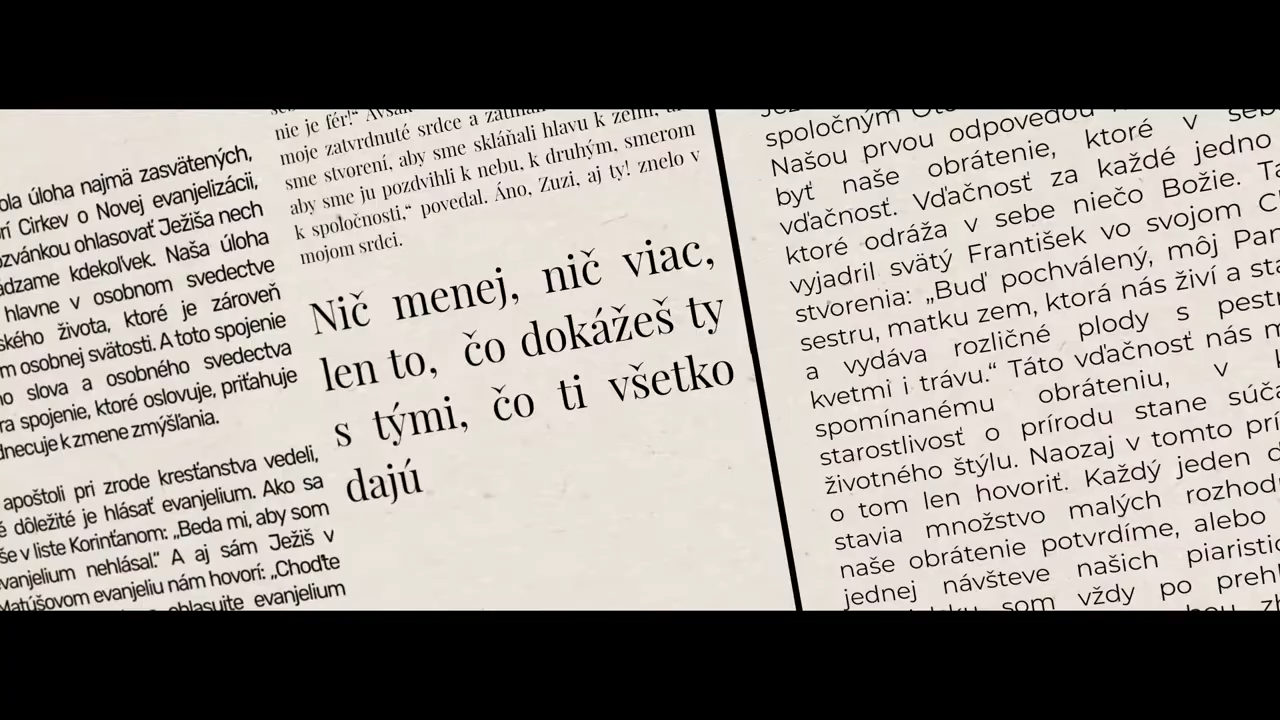 ola úloha najmä zasvätených,
rí Cirkev o Novej evanjelizácii,
ozvánkou ohlasovať Ježiša nech
ádzame kdekoľvek. Naša úloha
hlavne v osobnom svedectve
ského života, ktoré je zároveň
m osobnej svätosti. A toto spojenie
ho slova a osobného svedectva
ra spojenie, ktoré oslovuje, priťahuje
dnecuje k zmene zmýšľania.
apoštoli pri zrode kresťanstva vedeli,
é dôležité je hlásať evanjelium. Ako sa
še v liste Korinťanom: „Beda mi, aby som
vanjelium nehlásal.“ A aj sám Ježiš v
Matúšovom evanjeliu nám hovorí: „Choďte
ohlasujte evanjelium
nie je fér!“ Avšak
moje zatvrdnuté srdce a
sme stvorení, aby sme skláňali hlavu k zemi,
aby sme ju pozdvihli k nebu, k druhým, smerom
k spoločnosti.“ povedal. Áno, Zuzi, aj ty! znelo v
mojom srdci.
Nič menej, nič viac,
len to, čo dokážeš ty
s tými, čo ti všetko
dajú
spoločným
Našou prvou odpoveďou
byť naše obrátenie, ktoré v
vďačnosť. Vďačnosť za každé jedno
ktoré odráža v sebe niečo Božie.
vyjadril svätý František vo svojom
stvorenia: „Buď pochválený, môj Pan
sestru, matku zem, ktorá nás živí a sta
a vydáva rozličné plody s pestr
kvetmi i trávu.“ Táto vďačnosť nás m
spomínanému obráteniu, v
starostlivosť o prírodu stane súča
životného štýlu. Naozaj v tomto prí
o tom len hovoriť. Každý jeden
stavia množstvo malých rozhod
naše obrátenie potvrdíme, alebo
jednej návšteve našich piaristic
som vždy po prehl